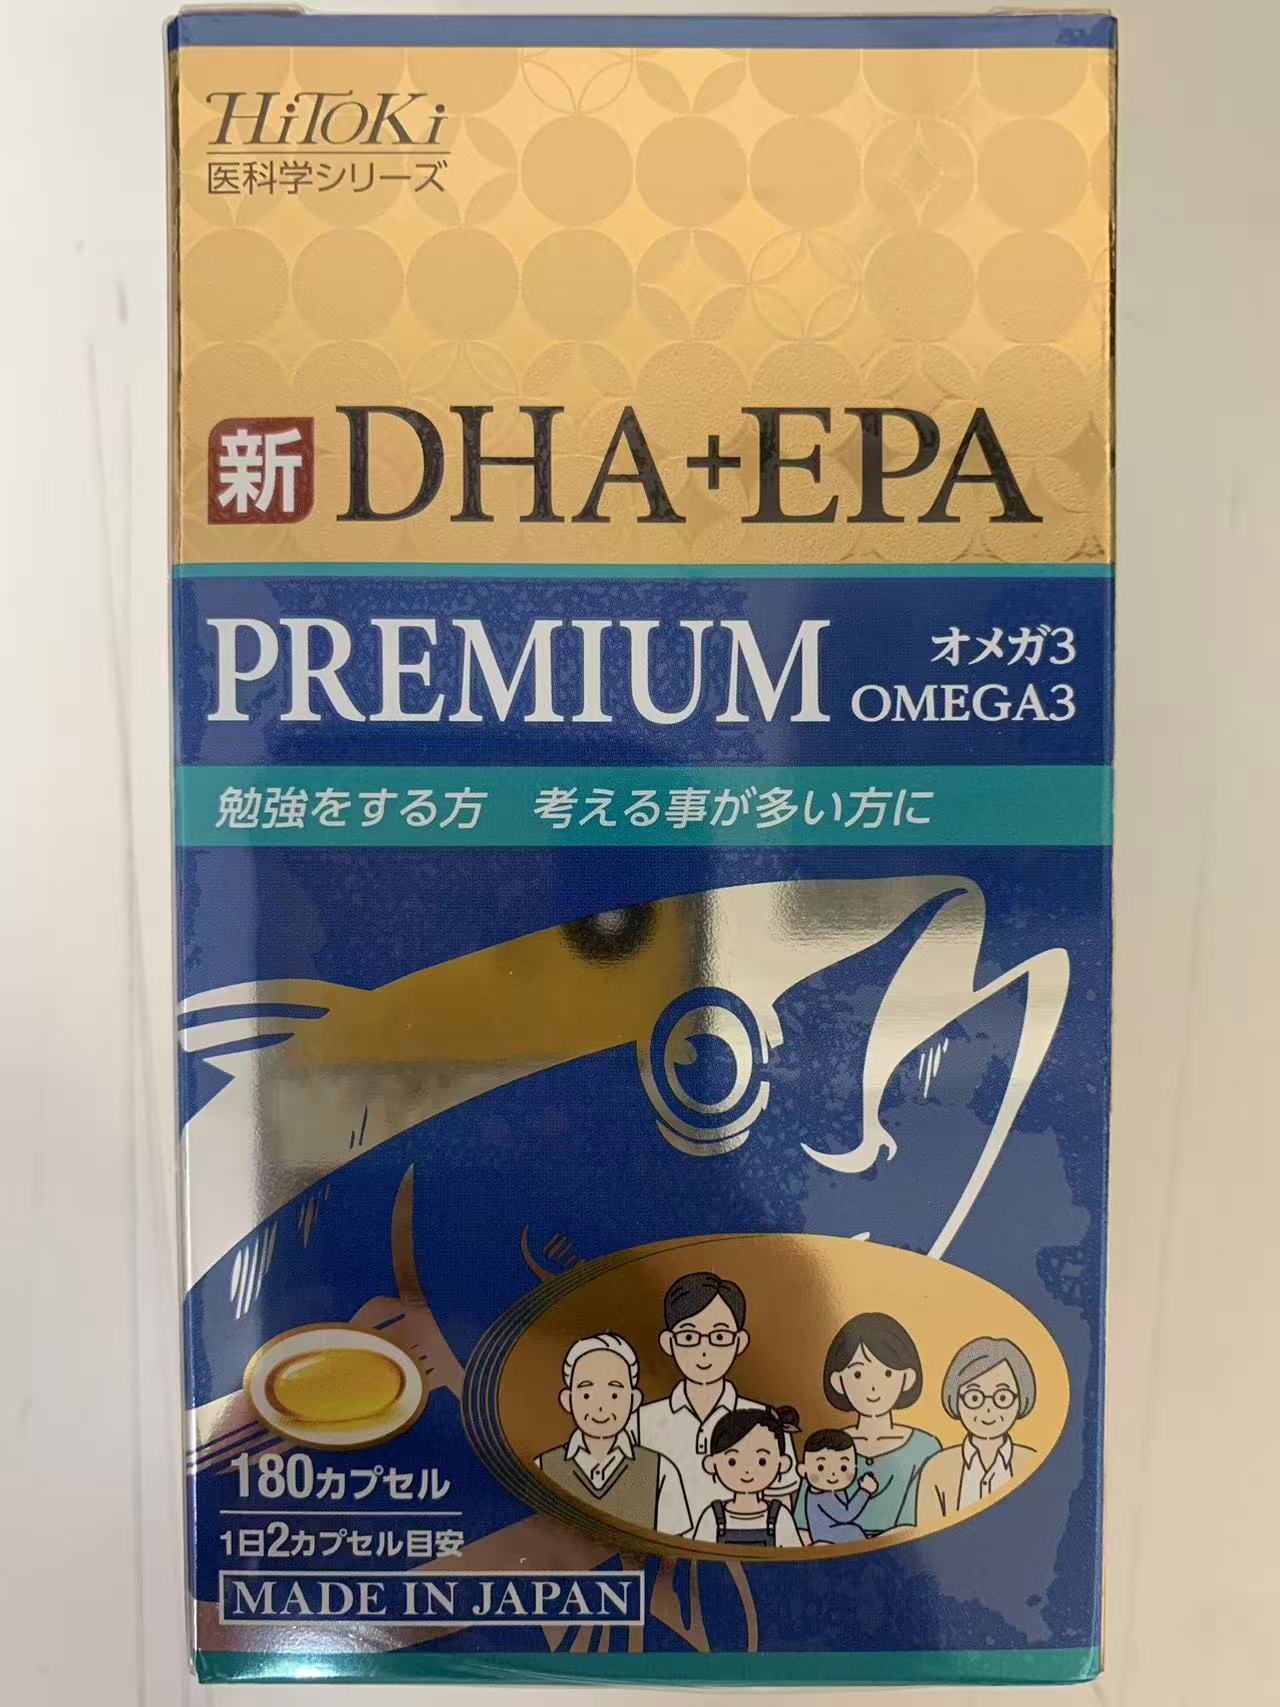 HiToKi
医科学シリーズ
新 DHA+EPA
PREMIUM
オメガ3
OMEGA3
勉強をする方 考える事が多い方に
180カプセル
1日2カプセル目安
MADE IN JAPAN